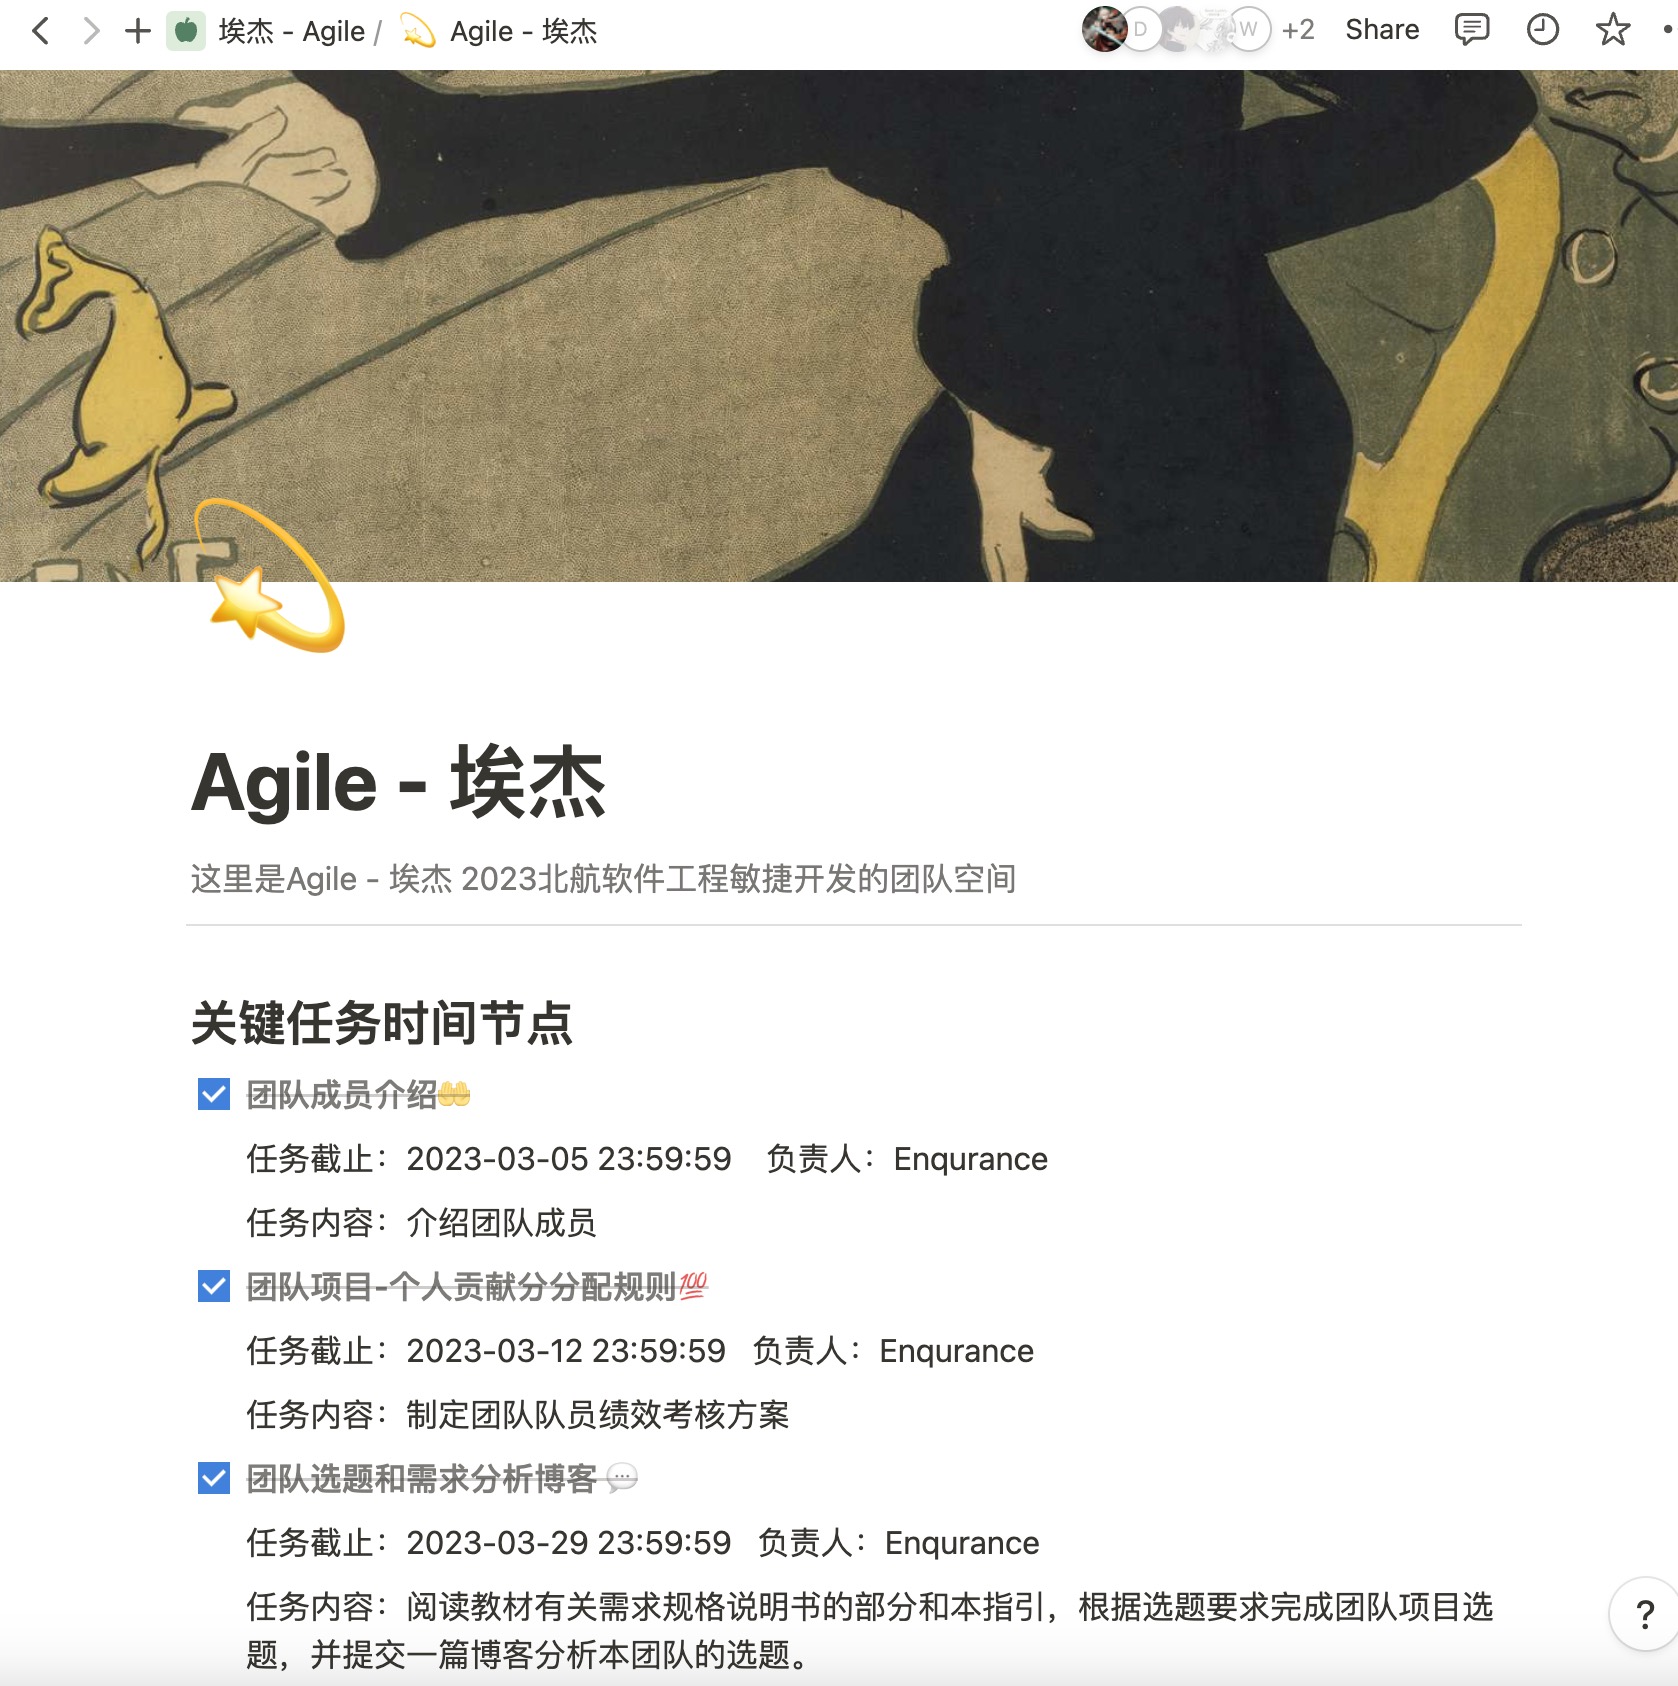 埃杰 - Agile / Agile - 埃杰 D W +2 Share
Agile - 埃杰
这里是Agile - 埃杰 2023北航软件工程敏捷开发的团队空间
关键任务时间节点
团队成员介绍🤲
任务截止：2023-03-05 23:59:59 负责人：Enqurance
任务内容：介绍团队成员
团队项目-个人贡献分分配规则💯
任务截止：2023-03-12 23:59:59 负责人：Enqurance
任务内容：制定团队队员绩效考核方案
团队选题和需求分析博客💬
任务截止：2023-03-29 23:59:59 负责人：Enqurance
任务内容：阅读教材有关需求规格说明书的部分和本指引，根据选题要求完成团队项目选
题，并提交一篇博客分析本团队的选题。
?